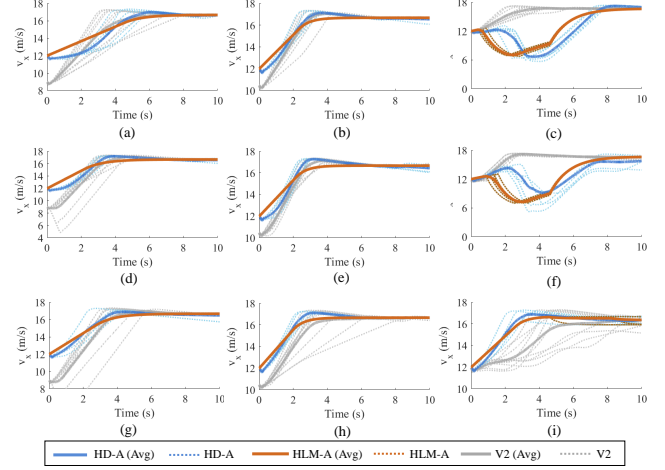 18 18 18
16 16
14 14 12
12 12 6
10
8 10 0
v_x (m/s) v_x (m/s)
0 2 4 6 8 10 0 2 4 6 8 10 0 2 4 6 8 10
Time (s) Time (s) Time (s)
(a) (b) (c)
18 18 18
16
14 16 12
12 14
10
8 12 6
6
4 10 0
v_x (m/s) v_x (m/s)
0 2 4 6 8 10 0 2 4 6 8 10 0 2 4 6 8 10
Time (s) Time (s) Time (s)
(d) (e) (f)
18 18 18
16 16 16
14 14 14
12 12 12
10
8 10 10
v_x (m/s) v_x (m/s) v_x (m/s)
0 2 4 6 8 10 0 2 4 6 8 10 0 2 4 6 8 10
Time (s) Time (s) Time (s)
(g) (h) (i)
HD-A (Avg) HD-A HLM-A (Avg) HLM-A V2 (Avg) V2